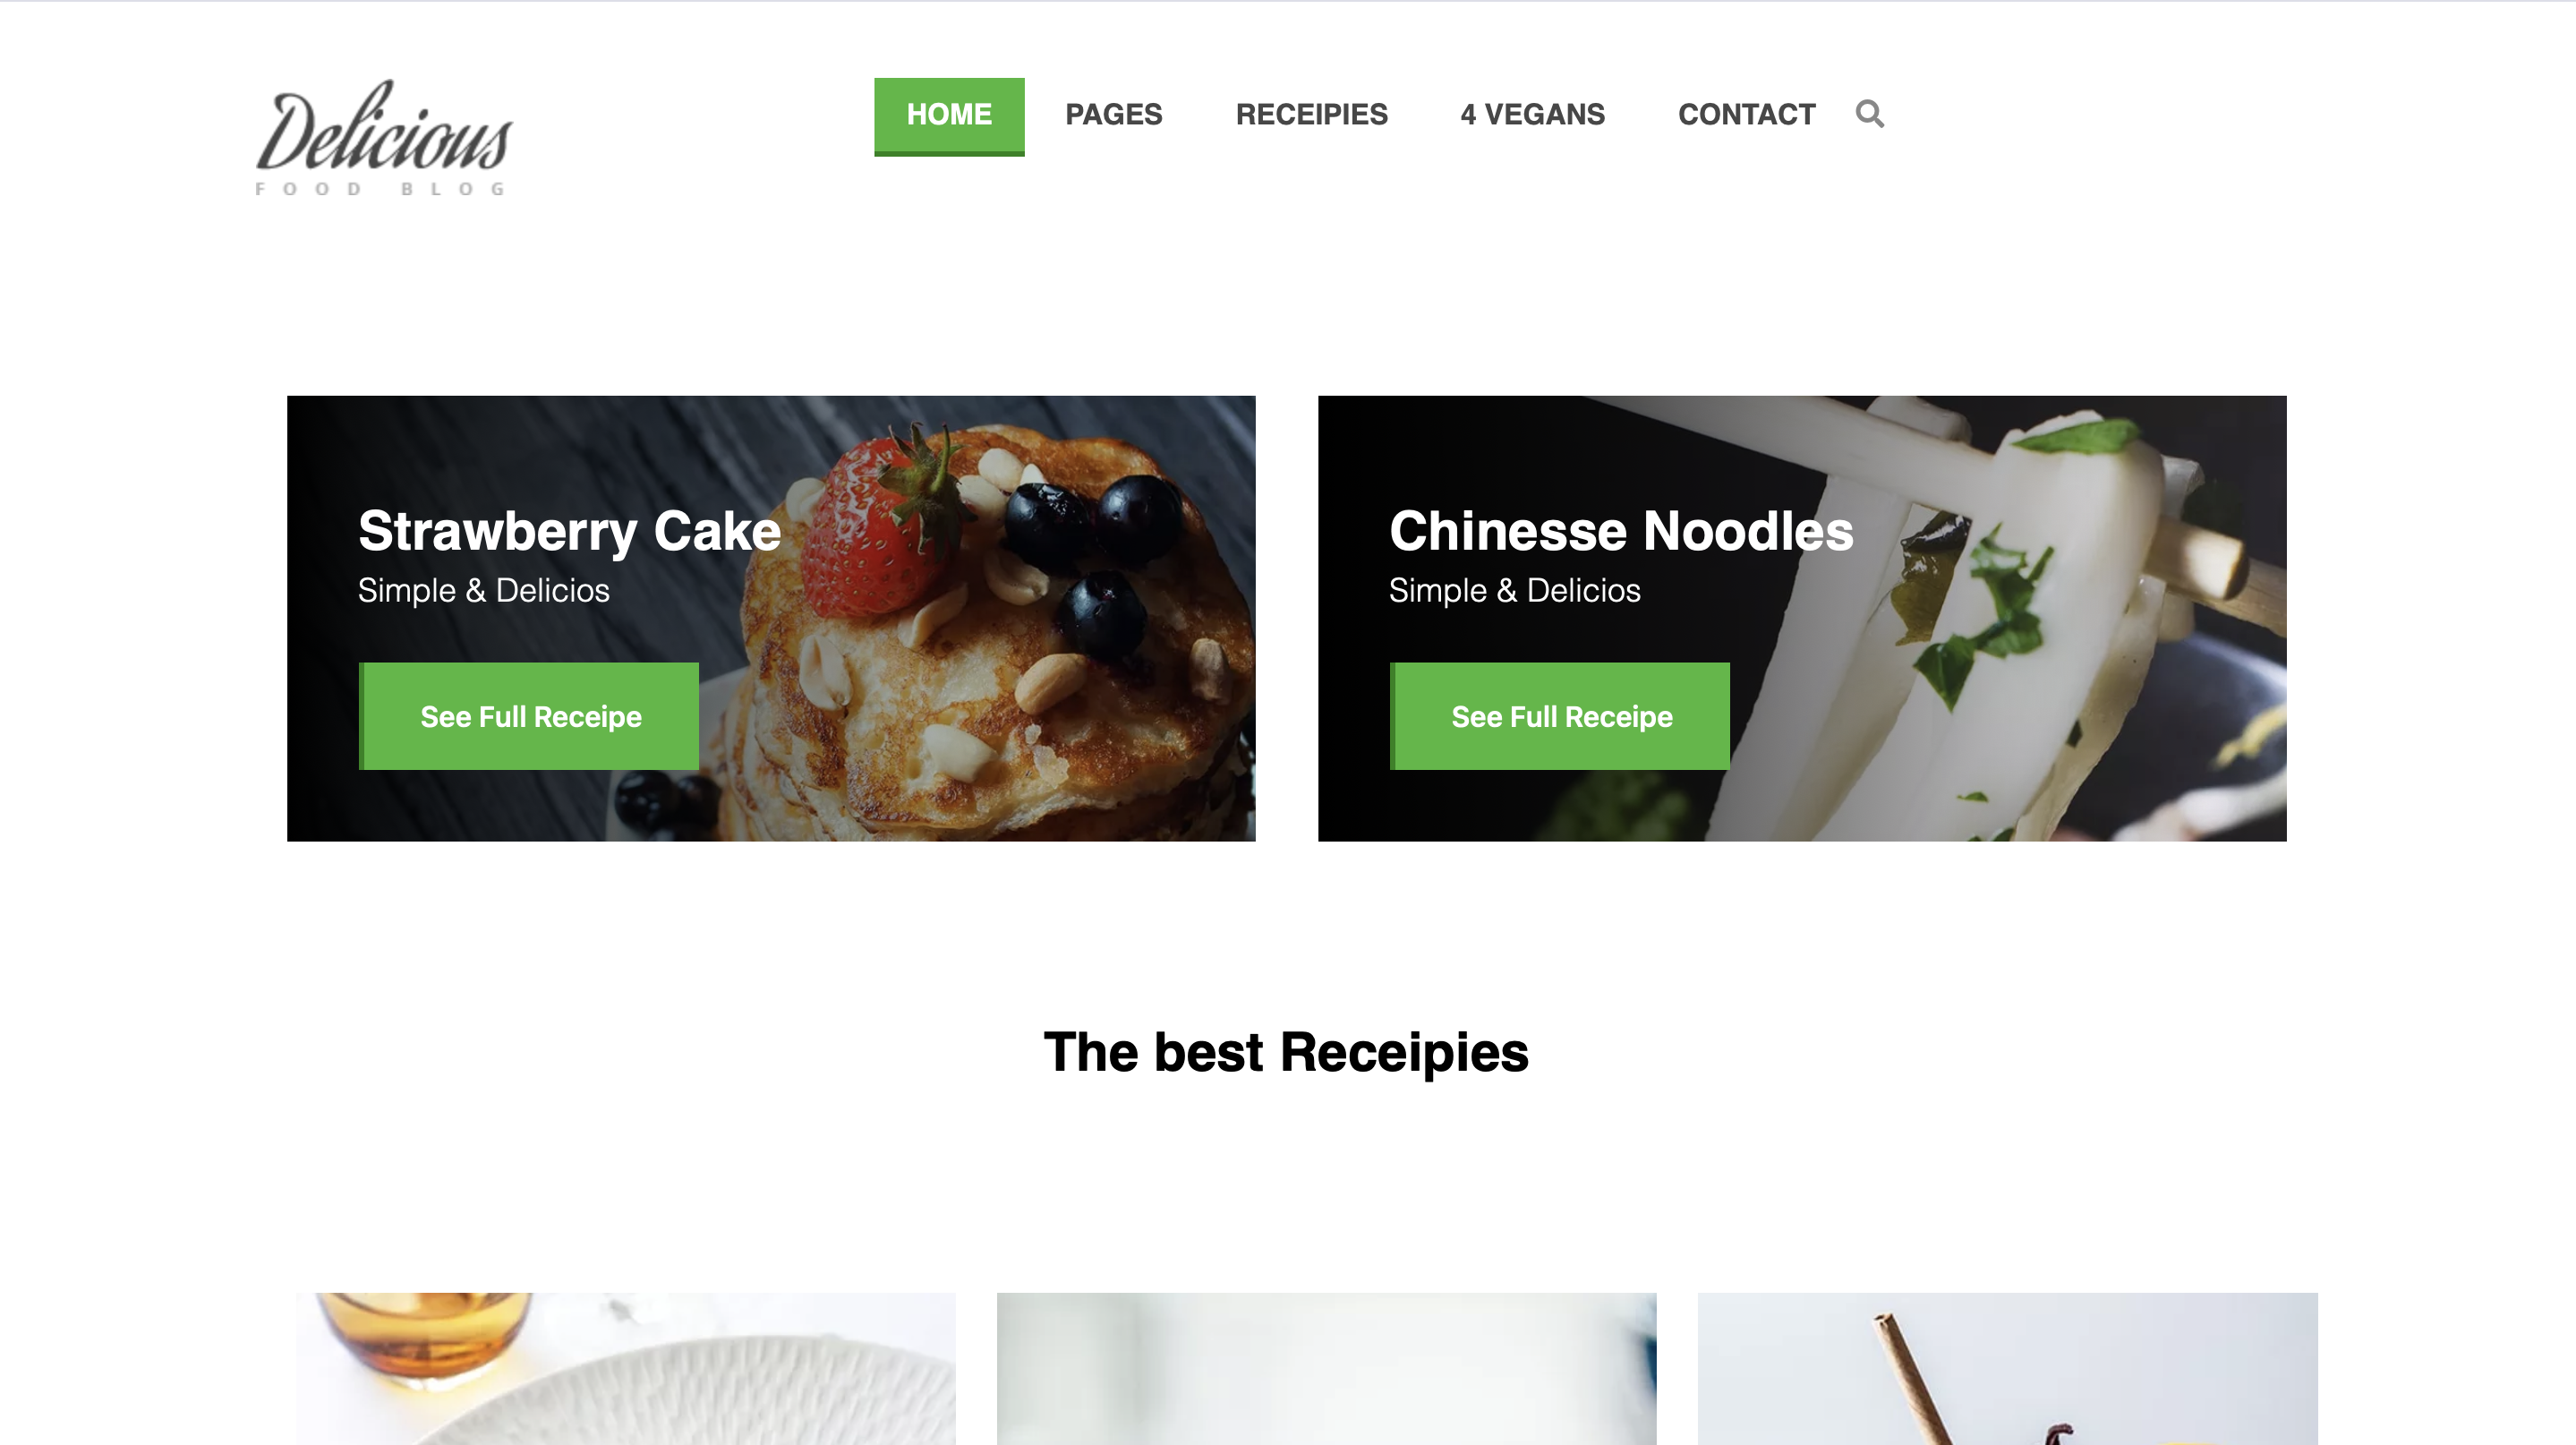 Delicious
FOOD BLOG
HOME PAGES RECEIPIES 4 VEGANS CONTACT
Strawberry Cake
Simple & Delicios
See Full Receipe
Chinesse Noodles
Simple & Delicios
See Full Receipe
The best Receipies